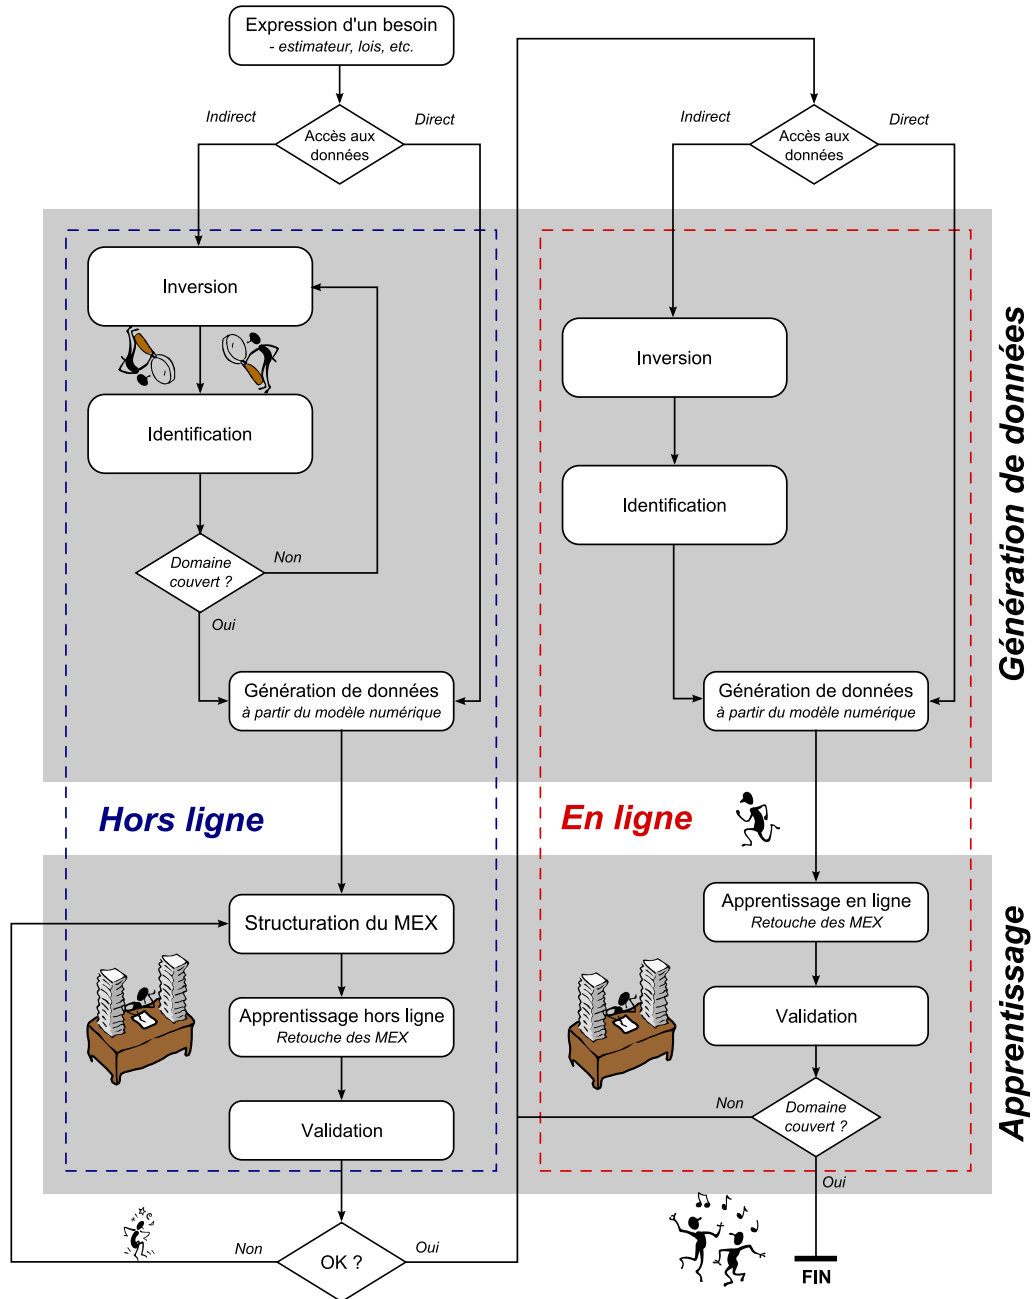 Expression d'un besoin
- estimateur, lois, etc.
Indirect
Direct
Accès aux
données
Inversion
Identification
Domaine
couvert ?
Non
Oui
Génération de données
à partir du modèle numérique
Hors ligne
Structuration du MEX
Apprentissage hors ligne
Retouche des MEX
Validation
OK ?
Non
Oui
Indirect
Direct
Accès aux
données
Inversion
Identification
Génération de données
à partir du modèle numérique
En ligne
Apprentissage en ligne
Retouche des MEX
Validation
Domaine
couvert ?
Non
Oui
FIN
Génération de données
Apprentissage